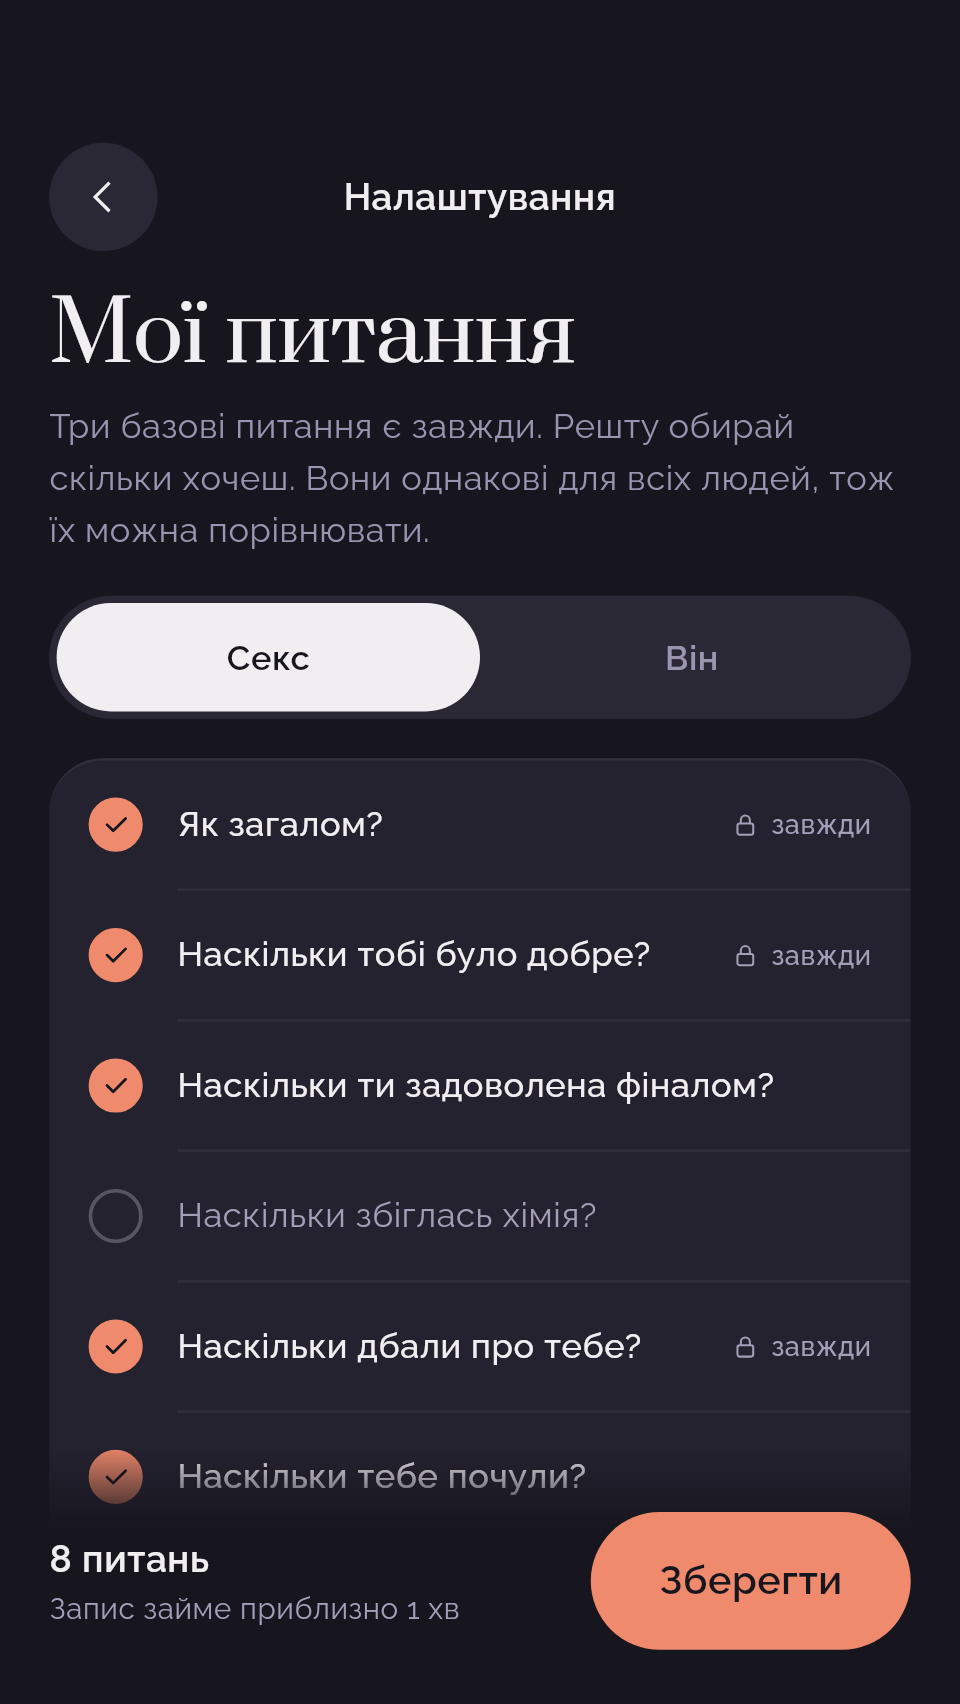 Налаштування
Мої питання
Три базові питання є завжди. Решту обирай
скільки хочеш. Вони однакові для всіх людей, тож
їх можна порівнювати.
Секс
Він
Як загалом?
завжди
Наскільки тобі було добре?
завжди
Наскільки ти задоволена фіналом?
Наскільки збіглась хімія?
Наскільки дбали про тебе?
завжди
Наскільки тебе почули?
8 питань
Запис займе приблизно 1 хв
Зберегти